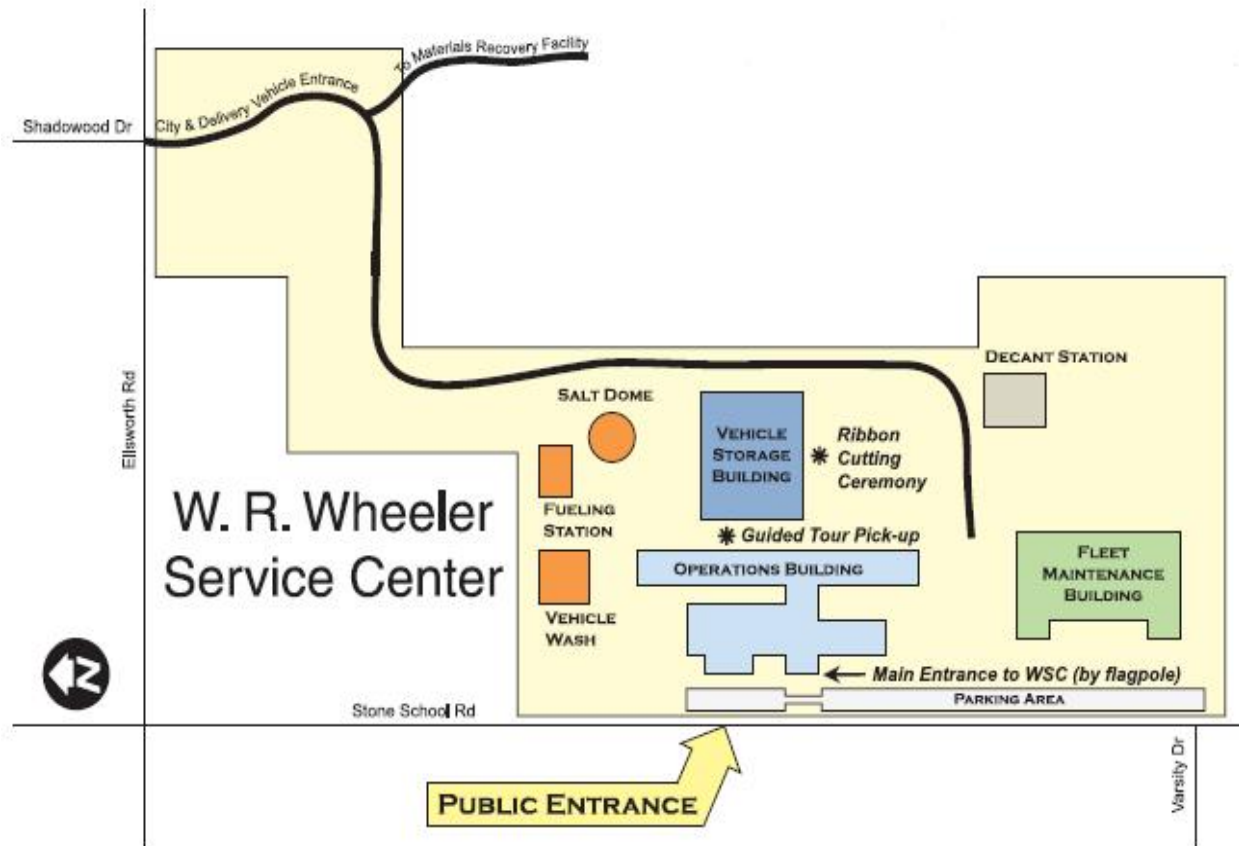 To Materials Recovery Facility
City & Delivery Vehicle Entrance
Shadowood Dr
Ellsworth Rd
DECANT STATION
SALT DOME
VEHICLE
STORAGE
BUILDING
Ribbon
Cutting
Ceremony
W. R. Wheeler
Service Center
FUELING
STATION
Guided Tour Pick-up
OPERATIONS BUILDING
FLEET
MAINTENANCE
BUILDING
VEHICLE
WASH
N
Main Entrance to WSC (by flagpole)
PARKING AREA
Stone School Rd
Varsity Dr
PUBLIC ENTRANCE